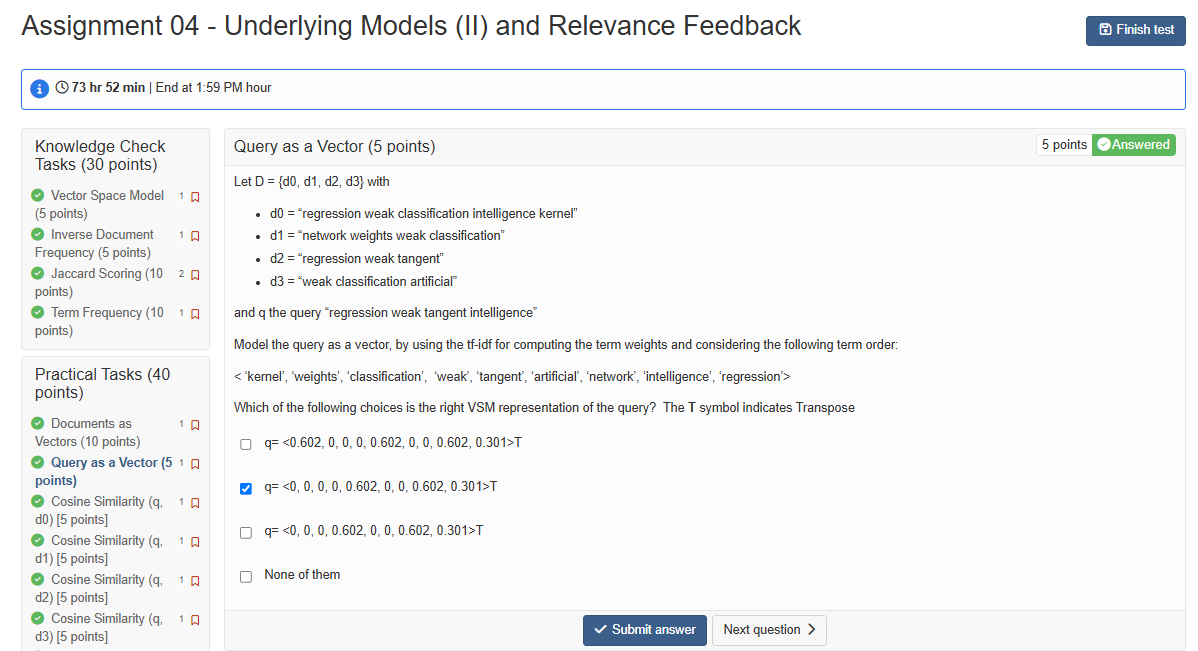 Assignment 04 - Underlying Models (II) and Relevance Feedback
Finish test
73 hr 52 min | End at 1:59 PM hour
Knowledge Check
Tasks (30 points)
Vector Space Model 1
(5 points)
Inverse Document 1
Frequency (5 points)
Jaccard Scoring (10 2
points)
Term Frequency (10 1
points)
Practical Tasks (40
points)
Documents as 1
Vectors (10 points)
Query as a Vector (5 1
points)
Cosine Similarity (q, 1
d0) [5 points]
Cosine Similarity (q, 1
d1) [5 points]
Cosine Similarity (q, 1
d2) [5 points]
Cosine Similarity (q, 1
d3) [5 points]
Query as a Vector (5 points)
5 points Answered
Let D = {d0, d1, d2, d3} with
• d0 = “regression weak classification intelligence kernel”
• d1 = “network weights weak classification”
• d2 = “regression weak tangent”
• d3 = “weak classification artificial”
and q the query “regression weak tangent intelligence”
Model the query as a vector, by using the tf-idf for computing the term weights and considering the following term order:
< ‘kernel’, ‘weights’, ‘classification’, ‘weak’, ‘tangent’, ‘artificial’, ‘network’, ‘intelligence’, ‘regression’>
Which of the following choices is the right VSM representation of the query? The T symbol indicates Transpose
q= <0.602, 0, 0, 0, 0.602, 0, 0, 0.602, 0.301>T
q= <0, 0, 0, 0, 0.602, 0, 0, 0.602, 0.301>T
q= <0, 0, 0, 0.602, 0, 0, 0.602, 0.301>T
None of them
Submit answer
Next question